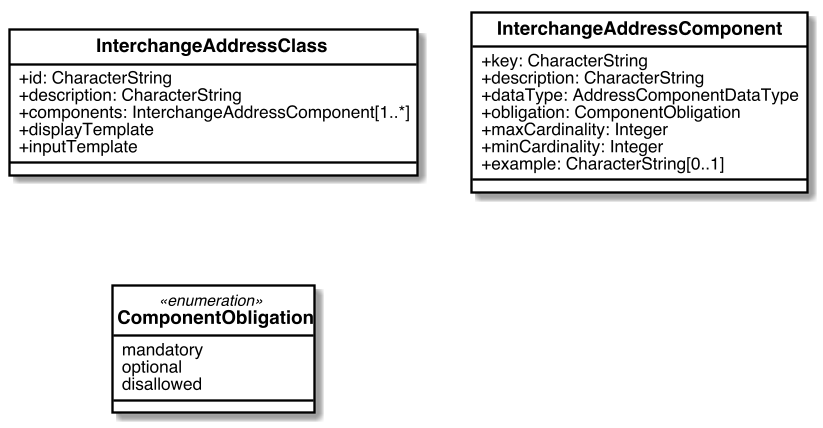 InterchangeAddressClass
+id: CharacterString
+description: CharacterString
+components: InterchangeAddressComponent[1..*]
+displayTemplate
+inputTemplate
InterchangeAddressComponent
+key: CharacterString
+description: CharacterString
+dataType: AddressComponentDataType
+obligation: ComponentObligation
+maxCardinality: Integer
+minCardinality: Integer
+example: CharacterString[0..1]
«enumeration»
ComponentObligation
mandatory
optional
disallowed